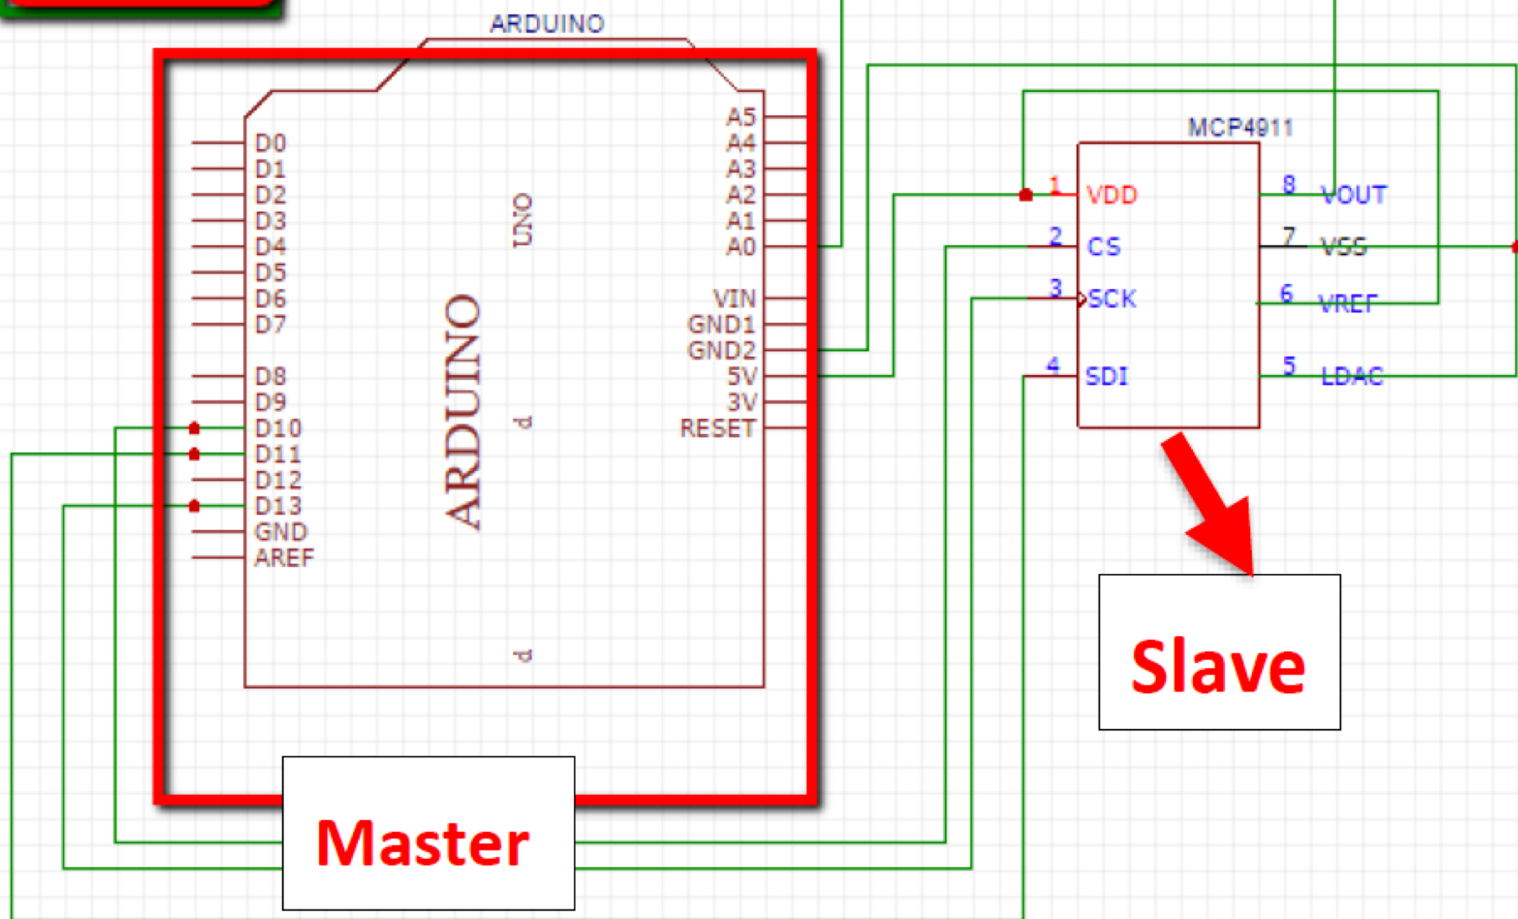 ARDUINO
D0
D1
D2
D3
D4
D5
D6
D7
D8
D9
D10
D11
D12
D13
GND
AREF
UNO
ARDUINO
d
d
A5
A4
A3
A2
A1
A0
VIN
GND1
GND2
5V
3V
RESET
Master
MCP4911
1 VDD
2 CS
3 SCK
4 SDI
8 VOUT
7 VSS
6 VREF
5 LDAC
Slave